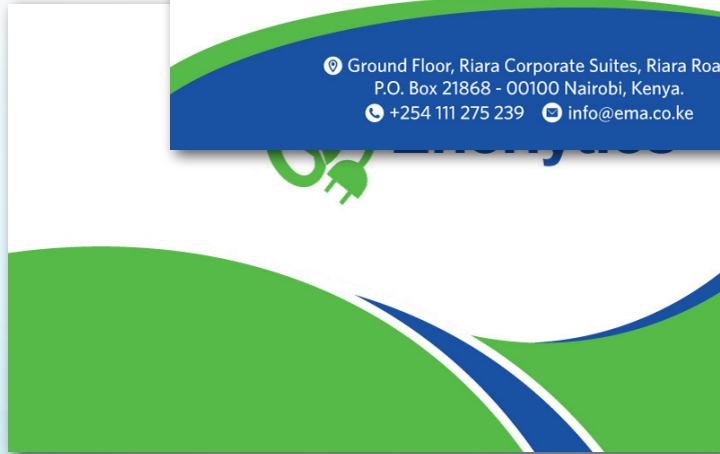 Ground Floor, Riara Corporate Suites, Riara Roa
P.O. Box 21868 - 00100 Nairobi, Kenya.
+254 111 275 239 info@ema.co.ke